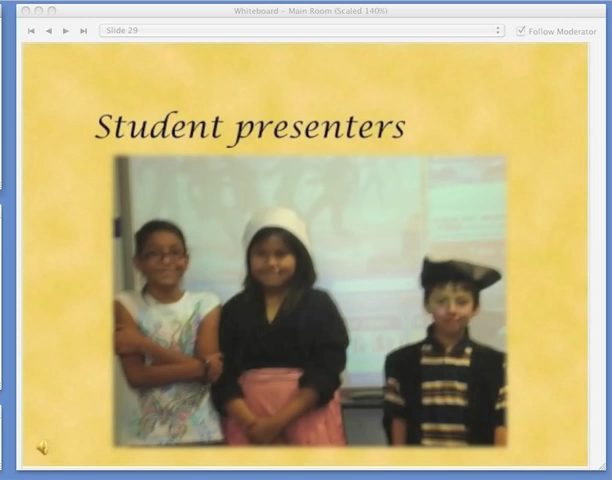 Whiteboard – Main Room (Scaled 140%)
Slide 29
Follow Moderator
Student presenters